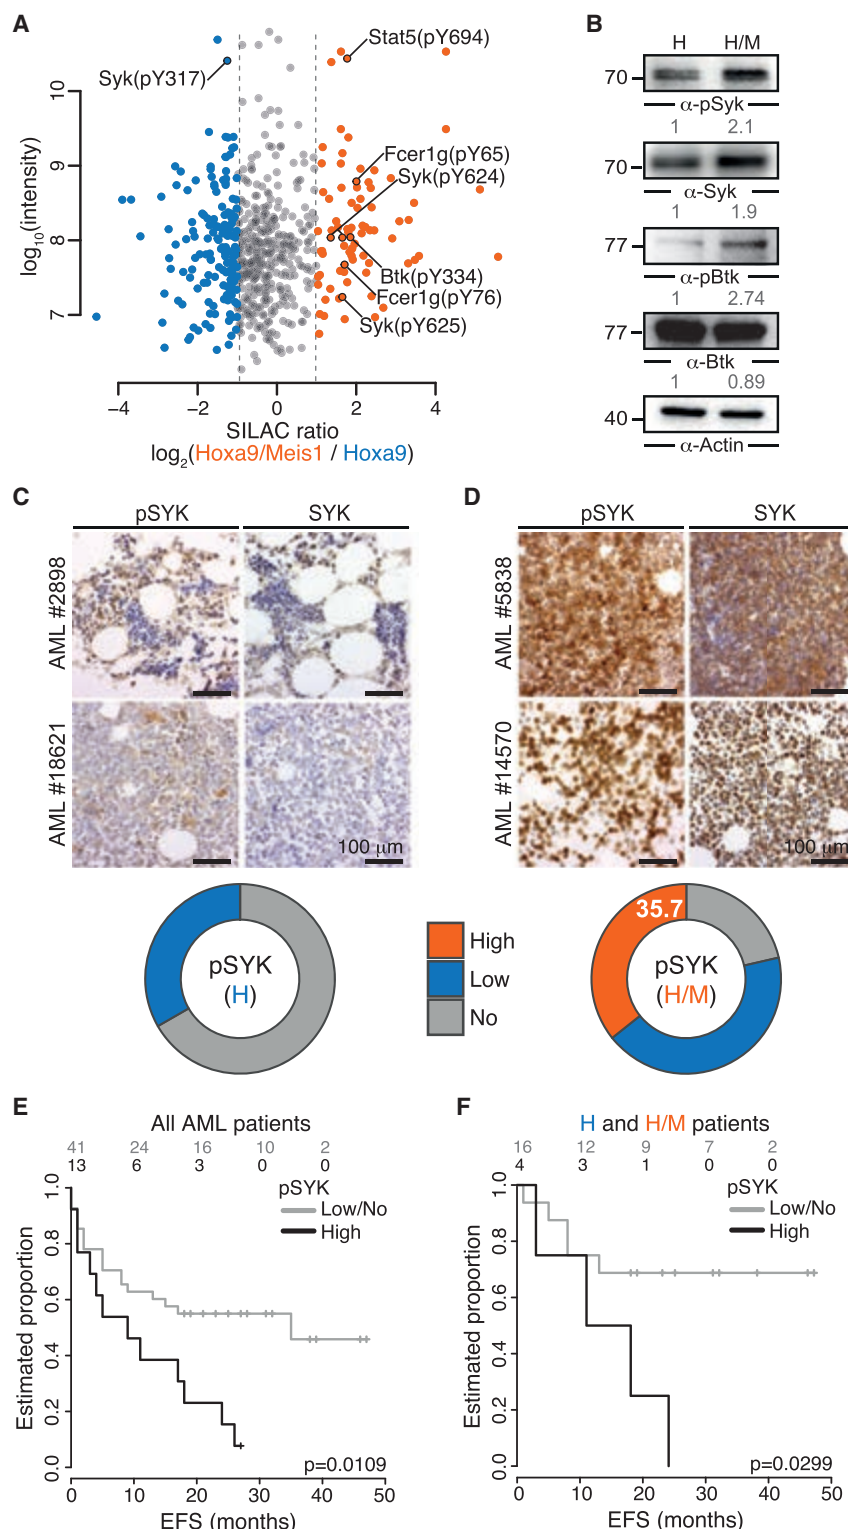 A
Stat5(pY694)
Syk(pY317)
Fcer1g(pY65)
Syk(pY624)
Btk(pY334)
Fcer1g(pY76)
Syk(pY625)
log10(intensity)
10
9
8
7
−4 −2 0 2 4
SILAC ratio
log2(Hoxa9/Meis1 / Hoxa9)
B
H H/M
70
α-pSyk
1 2.1
70
α-Syk
1 1.9
77
α-pBtk
1 2.74
77
α-Btk
1 0.89
40
α-Actin
C
pSYK SYK
AML #2898
AML #18621
100 μm
pSYK
(H)
High
Low
No
D
pSYK SYK
AML #5838
AML #14570
100 μm
35.7
pSYK
(H/M)
E
All AML patients
41 24 16 10 2
13 6 3 0 0
pSYK
Low/No
High
Estimated proportion
1.0
0.8
0.6
0.4
0.2
0.0
p=0.0109
0 10 20 30 40 50
EFS (months)
F
H and H/M patients
16 12 9 7 2
4 3 1 0 0
pSYK
Low/No
High
Estimated proportion
1.0
0.8
0.6
0.4
0.2
0.0
p=0.0299
0 10 20 30 40 50
EFS (months)